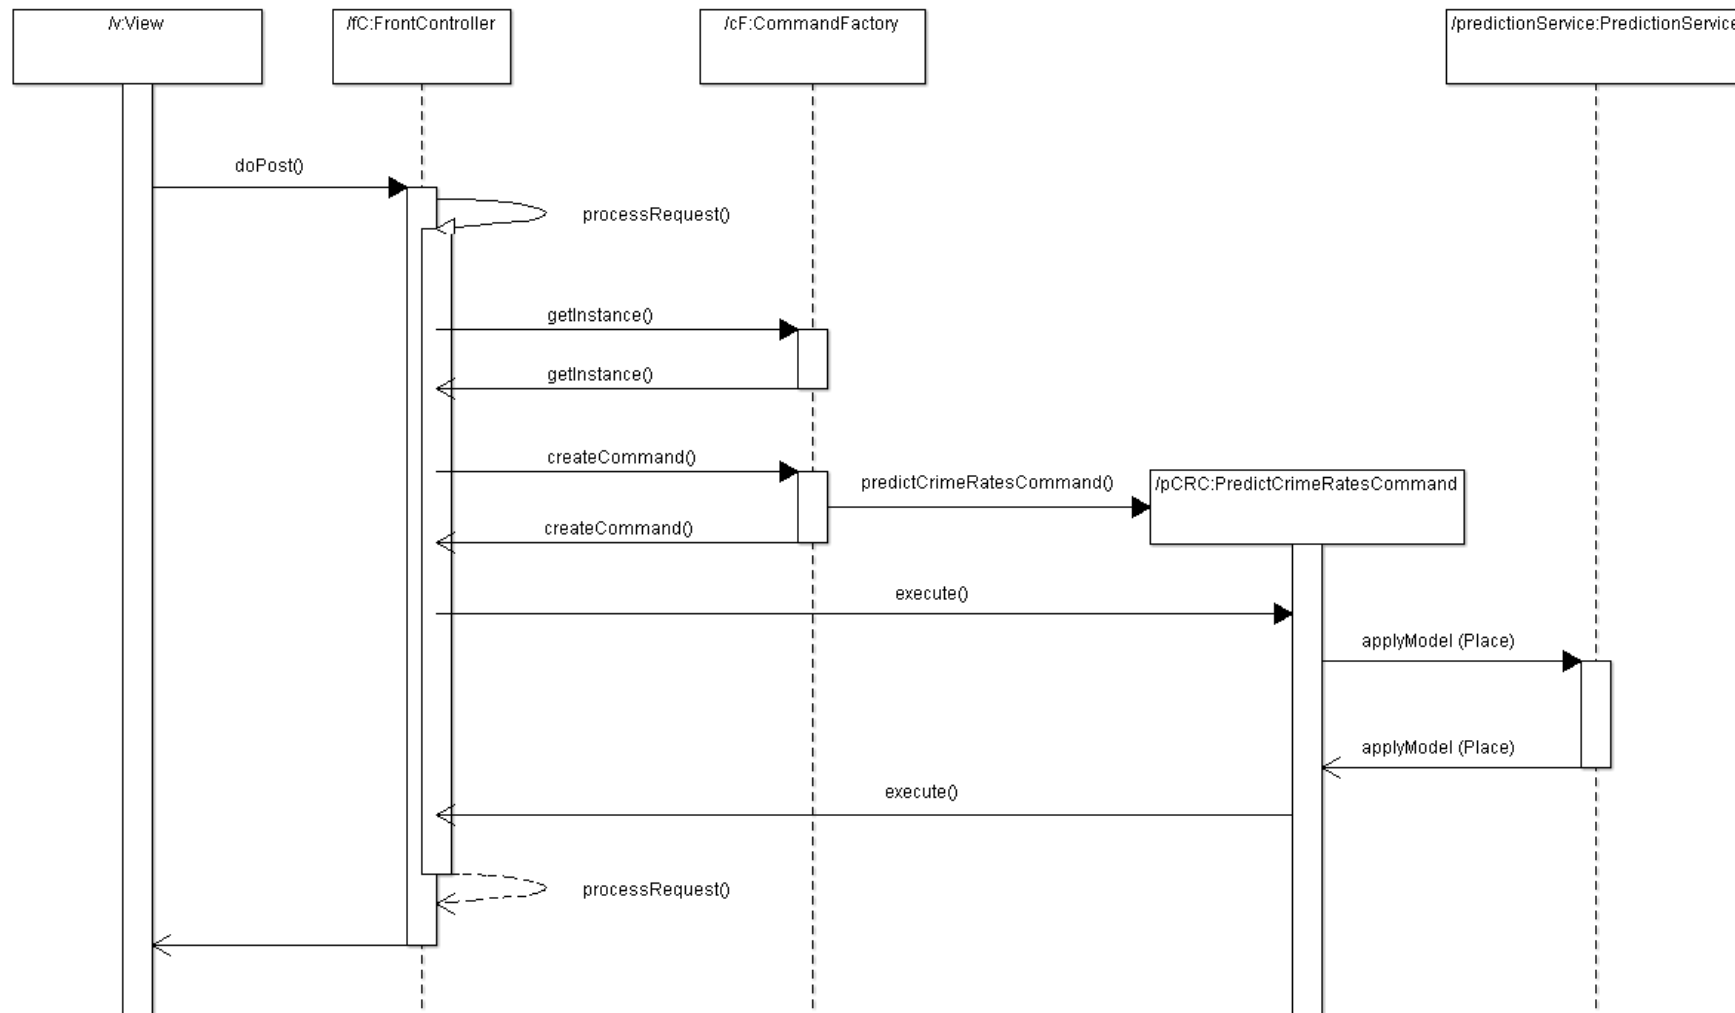 /v:View
/fC:FrontController
/cF:CommandFactory
/predictionService:PredictionService
doPost()
processRequest()
getInstance()
getInstance()
createCommand()
predictCrimeRatesCommand()
/pCRC:PredictCrimeRatesCommand
createCommand()
execute()
applyModel (Place)
applyModel (Place)
execute()
processRequest()